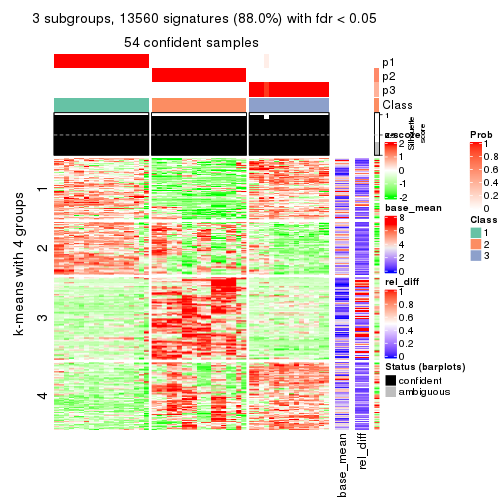 3 subgroups, 13560 signatures (88.0%) with fdr < 0.05
54 confident samples
p1
p2
p3
Class
1
Silhouette
score
k-means with 4 groups
1
2
3
4
z-score
2
1
0
-1
-2
base_mean
8
6
4
2
0
rel_diff
1
0.8
0.6
0.4
0.2
0
Status (barplots)
confident
ambiguous
Prob
1
0.8
0.6
0.4
0.2
0
Class
1
2
3
base_mean
rel_diff